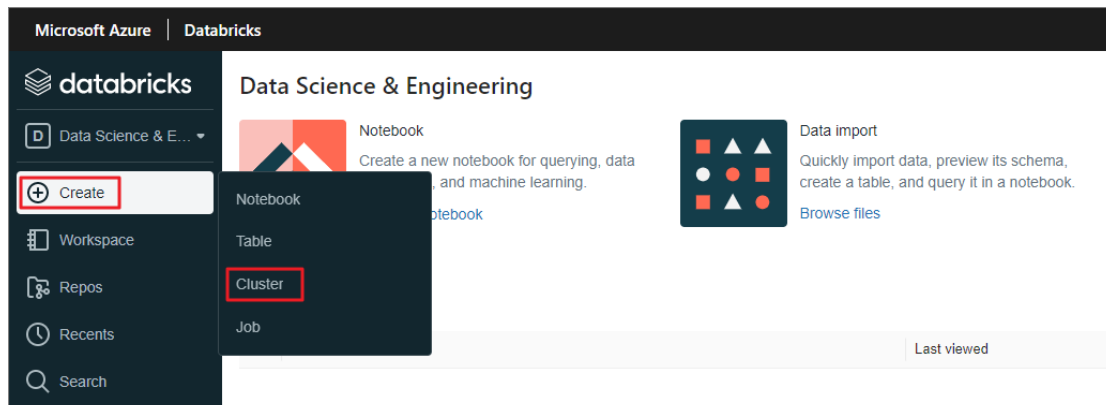 Microsoft Azure Databricks
databricks
D Data Science & E...
Create
Workspace
Repos
Recents
Search
Notebook
Table
Cluster
Job
Data Science & Engineering
Notebook
Create a new notebook for querying, data
, and machine learning.
otebook
Data import
Quickly import data, preview its schema,
create a table, and query it in a notebook.
Browse files
Last viewed